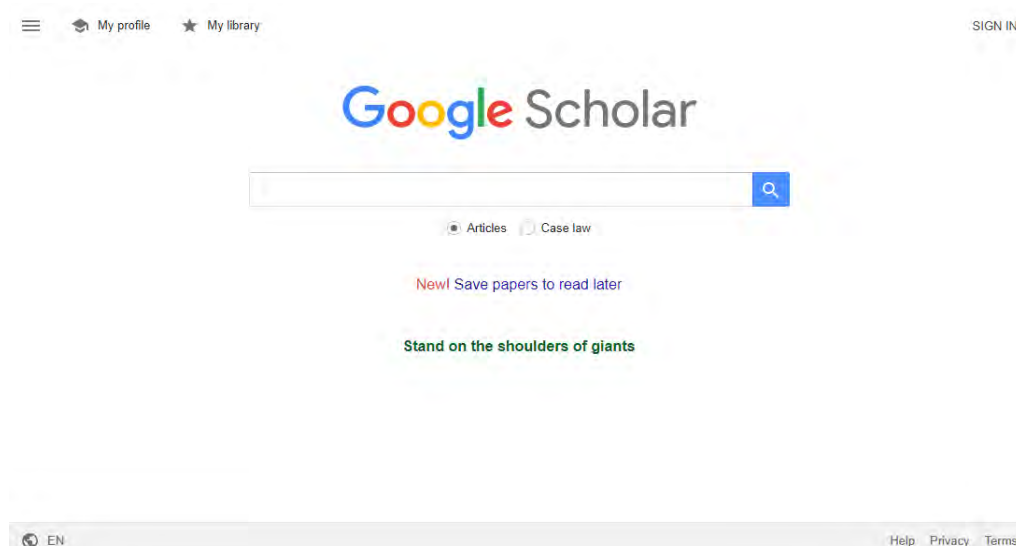 My profile My library SIGN IN
Google Scholar
Articles Case law
New! Save papers to read later
Stand on the shoulders of giants
EN Help Privacy Terms